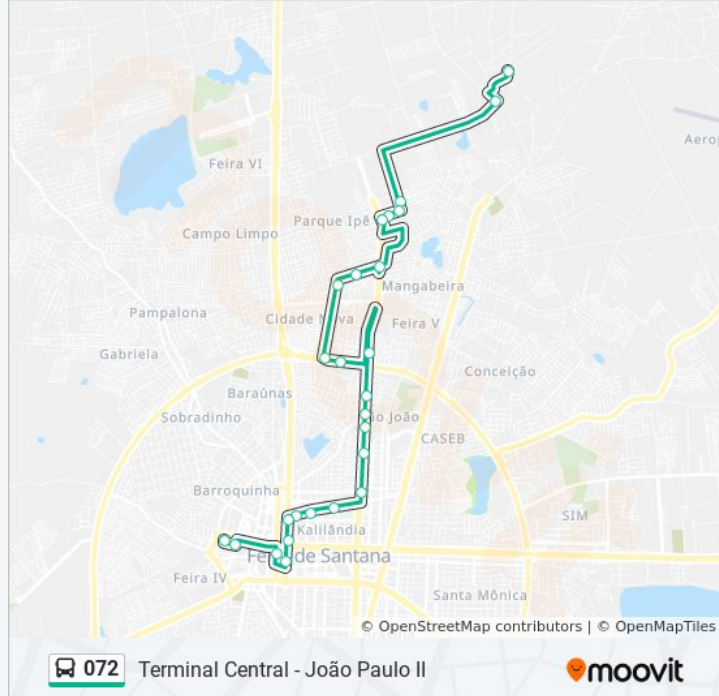 Aerop
Feira VI
Parque Ipê
Campo Limpo
Mangabeira
Pampalona
Cidade Nova
Feira V
Gabriela
Conceição
Baraúnas
Sobradinho
São João
CASEB
Barroquinha
SIM
Kalilândia
Feira de Santana
Feira IV
Santa Mônica
© OpenStreetMap contributors | © OpenMapTiles
072 Terminal Central - João Paulo II
moovit